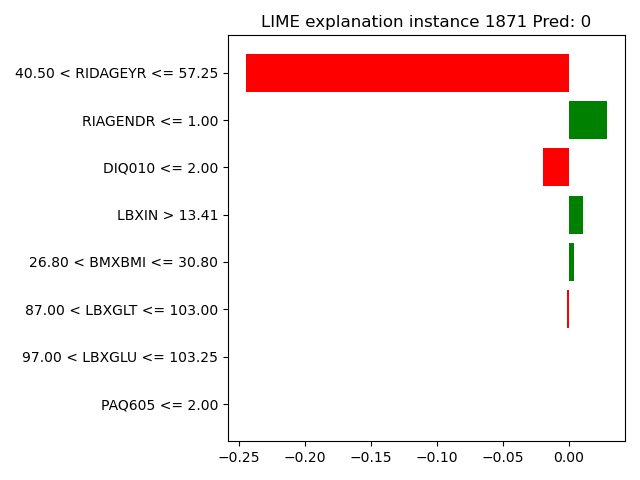 LIME explanation instance 1871 Pred: 0
40.50 < RIDAGEYR <= 57.25
RIAGENDR <= 1.00
DIQ010 <= 2.00
LBXIN > 13.41
26.80 < BMXBMI <= 30.80
87.00 < LBXGLT <= 103.00
97.00 < LBXGLU <= 103.25
PAQ605 <= 2.00
−0.25 −0.20 −0.15 −0.10 −0.05 0.00